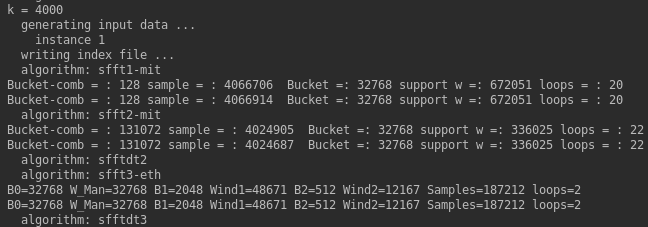 k = 4000
generating input data ...
instance 1
writing index file ...
algorithm: sfft1-mit
Bucket-comb = : 128 sample = : 4066706  Bucket =: 32768 support w =: 672051 loops = : 20
Bucket-comb = : 128 sample = : 4066914  Bucket =: 32768 support w =: 672051 loops = : 20
algorithm: sfft2-mit
Bucket-comb = : 131072 sample = : 4024905  Bucket =: 32768 support w =: 336025 loops = : 22
Bucket-comb = : 131072 sample = : 4024687  Bucket =: 32768 support w =: 336025 loops = : 22
algorithm: sfftdt2
algorithm: sfft3-eth
B0=32768 W_Man=32768 B1=2048 Wind1=48671 B2=512 Wind2=12167 Samples=187212 loops=2
B0=32768 W_Man=32768 B1=2048 Wind1=48671 B2=512 Wind2=12167 Samples=187212 loops=2
algorithm: sfftdt3